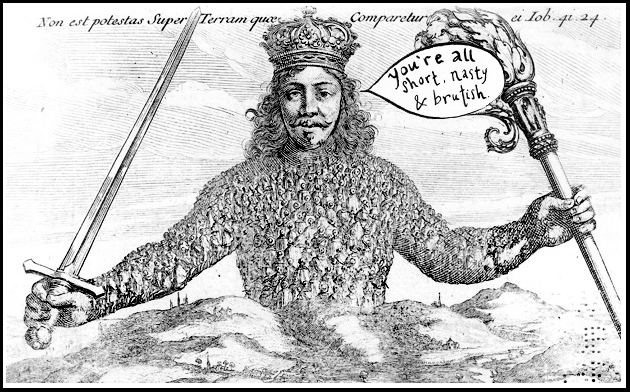 Non est potestas Super Terram quæ Comparetur ei Iob. 41. 24.
You're all
short, nasty
& brutish.